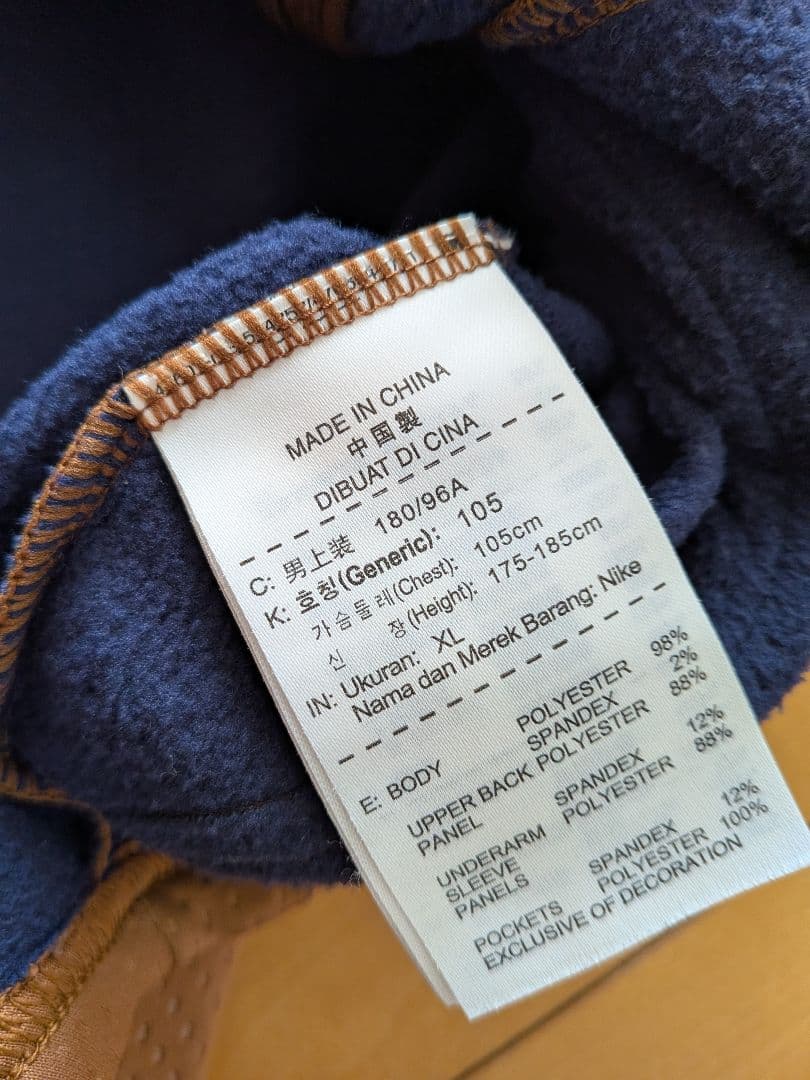 MADE IN CHINA
中国製
DIBUAT DI CINA
C: 男上装 180/96A
K: 호칭(Generic): 105
가슴둘레(Chest): 105cm
신 장(Height): 175-185cm
IN: Ukuran: XL
Nama dan Merek Barang: Nike
E: BODY POLYESTER 98%
SPANDEX 2%
UPPER BACK POLYESTER 88%
PANEL SPANDEX 12%
UNDERARM POLYESTER 88%
SLEEVE
PANELS SPANDEX 12%
POCKETS POLYESTER 100%
EXCLUSIVE OF DECORATION